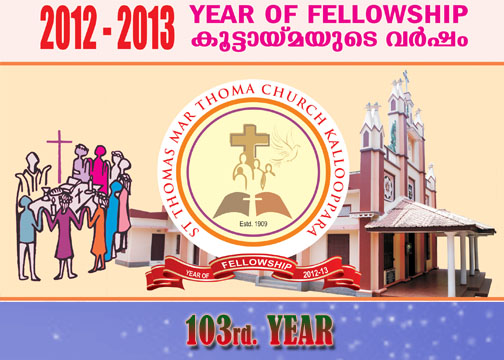 2012 - 2013
YEAR OF FELLOWSHIP
കൂട്ടായ്മയുടെ വർഷം
ST THOMAS MAR THOMA CHURCH KALLOOPPARA
Estd. 1909
YEAR OF FELLOWSHIP 2012-13
103rd. YEAR